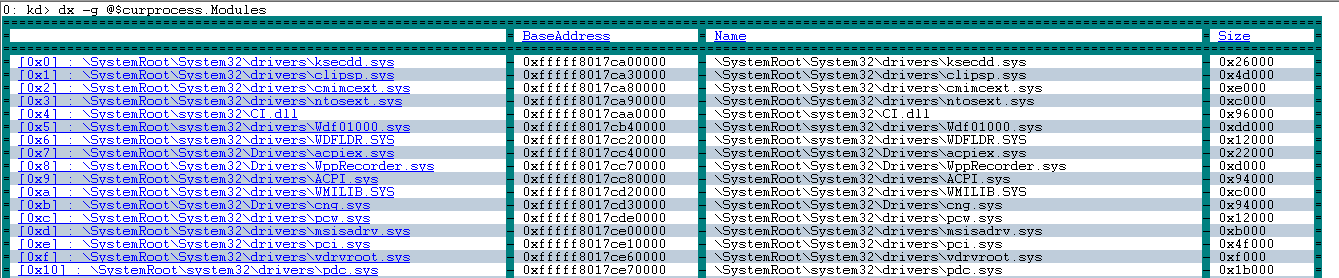 0: kd> dx -g @$curprocess.Modules
= = BaseAddress = Name = Size =
= [0x0] : \SystemRoot\System32\drivers\ksecdd.sys = 0xfffff8017ca00000 = \SystemRoot\System32\drivers\ksecdd.sys = 0x26000 =
= [0x1] : \SystemRoot\System32\drivers\clipsp.sys = 0xfffff8017ca30000 = \SystemRoot\System32\drivers\clipsp.sys = 0x4d000 =
= [0x2] : \SystemRoot\System32\drivers\cmimcext.sys = 0xfffff8017ca80000 = \SystemRoot\System32\drivers\cmimcext.sys = 0xe000 =
= [0x3] : \SystemRoot\System32\drivers\ntosext.sys = 0xfffff8017ca90000 = \SystemRoot\System32\drivers\ntosext.sys = 0xc000 =
= [0x4] : \SystemRoot\system32\CI.dll = 0xfffff8017caa0000 = \SystemRoot\system32\CI.dll = 0x96000 =
= [0x5] : \SystemRoot\system32\drivers\Wdf01000.sys = 0xfffff8017cb40000 = \SystemRoot\system32\drivers\Wdf01000.sys = 0xdd000 =
= [0x6] : \SystemRoot\system32\drivers\WDFLDR.SYS = 0xfffff8017cc20000 = \SystemRoot\system32\drivers\WDFLDR.SYS = 0x12000 =
= [0x7] : \SystemRoot\System32\Drivers\acpiex.sys = 0xfffff8017cc40000 = \SystemRoot\System32\Drivers\acpiex.sys = 0x22000 =
= [0x8] : \SystemRoot\System32\Drivers\WppRecorder.sys = 0xfffff8017cc70000 = \SystemRoot\System32\Drivers\WppRecorder.sys = 0xd000 =
= [0x9] : \SystemRoot\System32\drivers\ACPI.sys = 0xfffff8017cc80000 = \SystemRoot\System32\drivers\ACPI.sys = 0x94000 =
= [0xa] : \SystemRoot\System32\drivers\WMILIB.SYS = 0xfffff8017cd20000 = \SystemRoot\System32\drivers\WMILIB.SYS = 0xc000 =
= [0xb] : \SystemRoot\System32\Drivers\cng.sys = 0xfffff8017cd30000 = \SystemRoot\System32\Drivers\cng.sys = 0x94000 =
= [0xc] : \SystemRoot\System32\drivers\pcw.sys = 0xfffff8017cde0000 = \SystemRoot\System32\drivers\pcw.sys = 0x12000 =
= [0xd] : \SystemRoot\System32\drivers\msisadrv.sys = 0xfffff8017ce00000 = \SystemRoot\System32\drivers\msisadrv.sys = 0xb000 =
= [0xe] : \SystemRoot\System32\drivers\pci.sys = 0xfffff8017ce10000 = \SystemRoot\System32\drivers\pci.sys = 0x4f000 =
= [0xf] : \SystemRoot\System32\drivers\vdrvroot.sys = 0xfffff8017ce60000 = \SystemRoot\System32\drivers\vdrvroot.sys = 0xf000 =
= [0x10] : \SystemRoot\system32\drivers\pdc.sys = 0xfffff8017ce70000 = \SystemRoot\system32\drivers\pdc.sys = 0x1b000 =